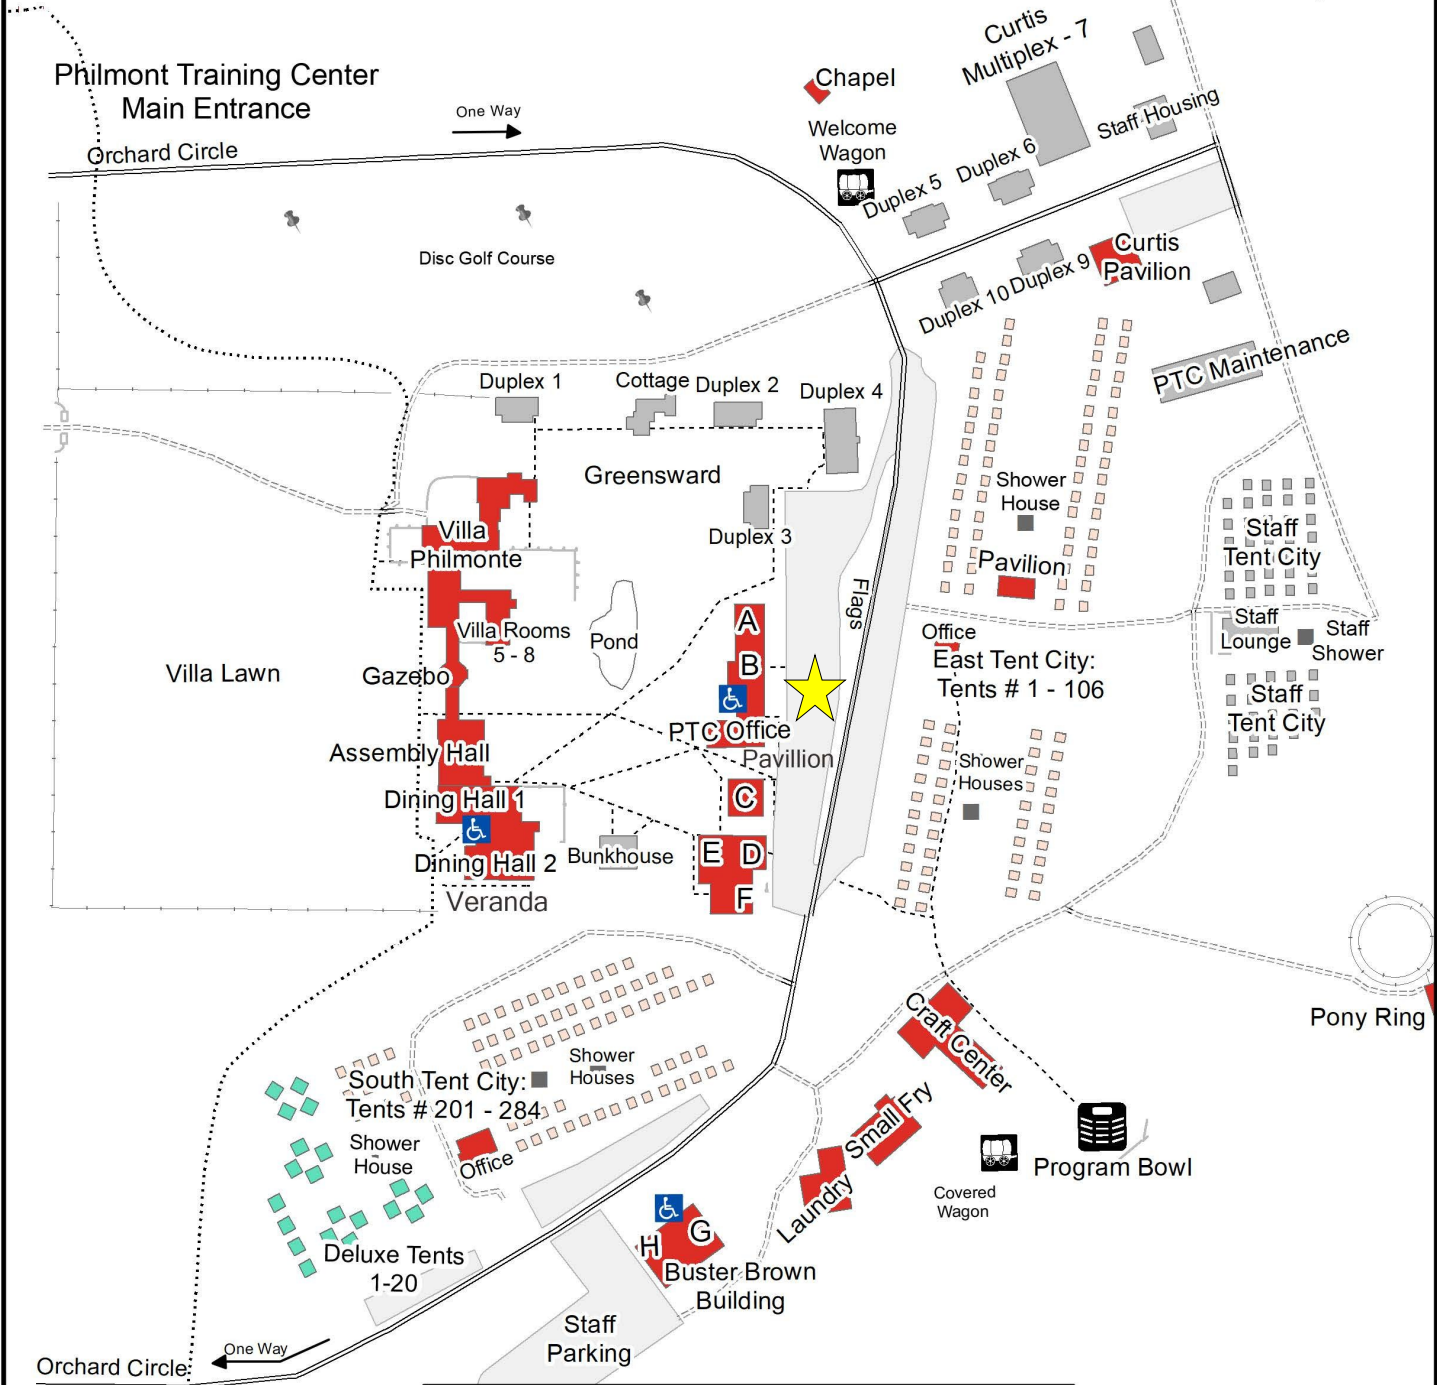 Curtis
Multiplex - 7
Philmont Training Center
Main Entrance
Chapel
One Way
Staff Housing
Welcome
Wagon
Orchard Circle
Duplex 6
Duplex 5
Curtis
Pavilion
Disc Golf Course
Duplex 9
Duplex 10
PTC Maintenance
Duplex 1
Cottage
Duplex 2
Duplex 4
Greensward
Shower
House
Villa
Philmonte
Duplex 3
Staff
Tent City
Pavilion
Flags
Villa Rooms
5 - 8
Pond
A
Office
Staff
Lounge
Staff
Shower
B
East Tent City:
Tents # 1 - 106
Villa Lawn
Gazebo
Staff
Tent City
PTC Office
Pavillion
Assembly Hall
Shower
Houses
Dining Hall 1
C
Dining Hall 2
Bunkhouse
E
D
F
Veranda
Craft Center
Pony Ring
Shower
Houses
South Tent City:
Tents # 201 - 284
Small Fry
Shower
House
Office
Program Bowl
Laundry
Covered
Wagon
H
G
Deluxe Tents
1-20
Buster Brown
Building
Staff
Parking
One Way
Orchard Circle